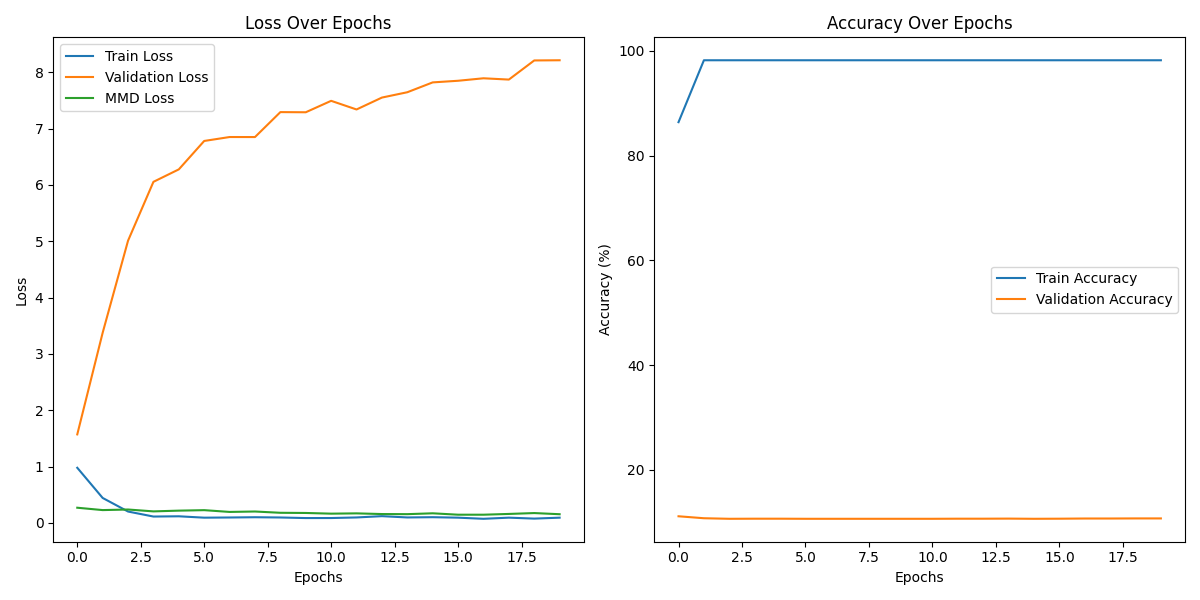 Loss Over Epochs
Train Loss
Validation Loss
MMD Loss
8
7
6
5
4
3
2
1
0
Loss
0.0 2.5 5.0 7.5 10.0 12.5 15.0 17.5
Epochs
Accuracy Over Epochs
100
80
60
40
20
Accuracy (%)
Train Accuracy
Validation Accuracy
0.0 2.5 5.0 7.5 10.0 12.5 15.0 17.5
Epochs